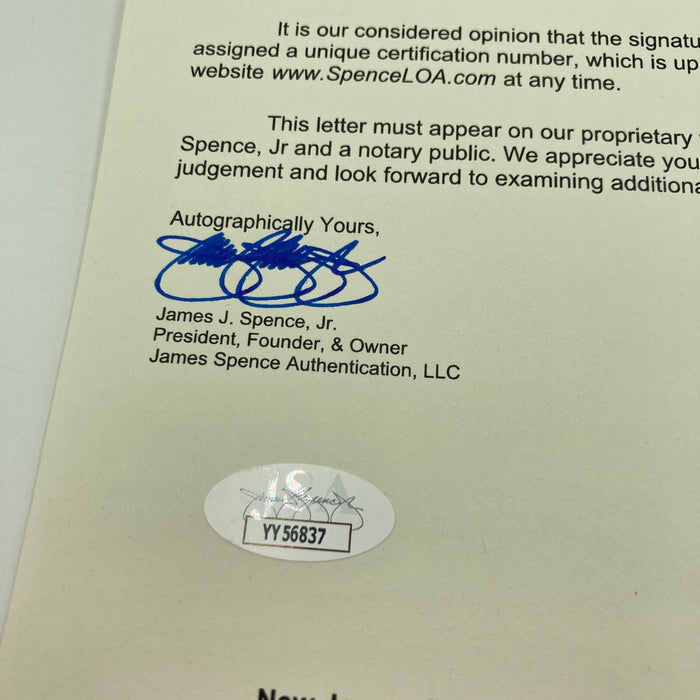 It is our considered opinion that the signatu
assigned a unique certification number, which is up
website www.SpenceLOA.com at any time.
This letter must appear on our proprietary
Spence, Jr and a notary public. We appreciate you
judgement and look forward to examining additiona
Autographically Yours,
James J. Spence, Jr.
President, Founder, & Owner
James Spence Authentication, LLC
JSA
James Spence
YY56837